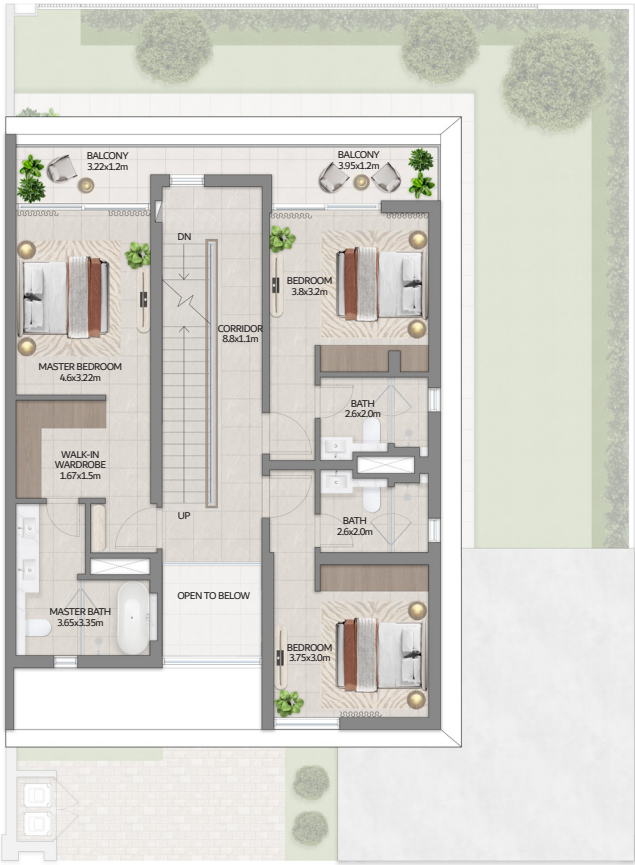 BALCONY
3.22x1.2m
BALCONY
3.95x1.2m
DN
BEDROOM
3.8x3.2m
CORRIDOR
8.8x1.1m
MASTER BEDROOM
4.6x3.22m
BATH
2.6x2.0m
WALK-IN
WARDROBE
1.67x1.5m
UP
BATH
2.6x2.0m
OPEN TO BELOW
MASTER BATH
3.65x3.35m
BEDROOM
3.75x3.0m